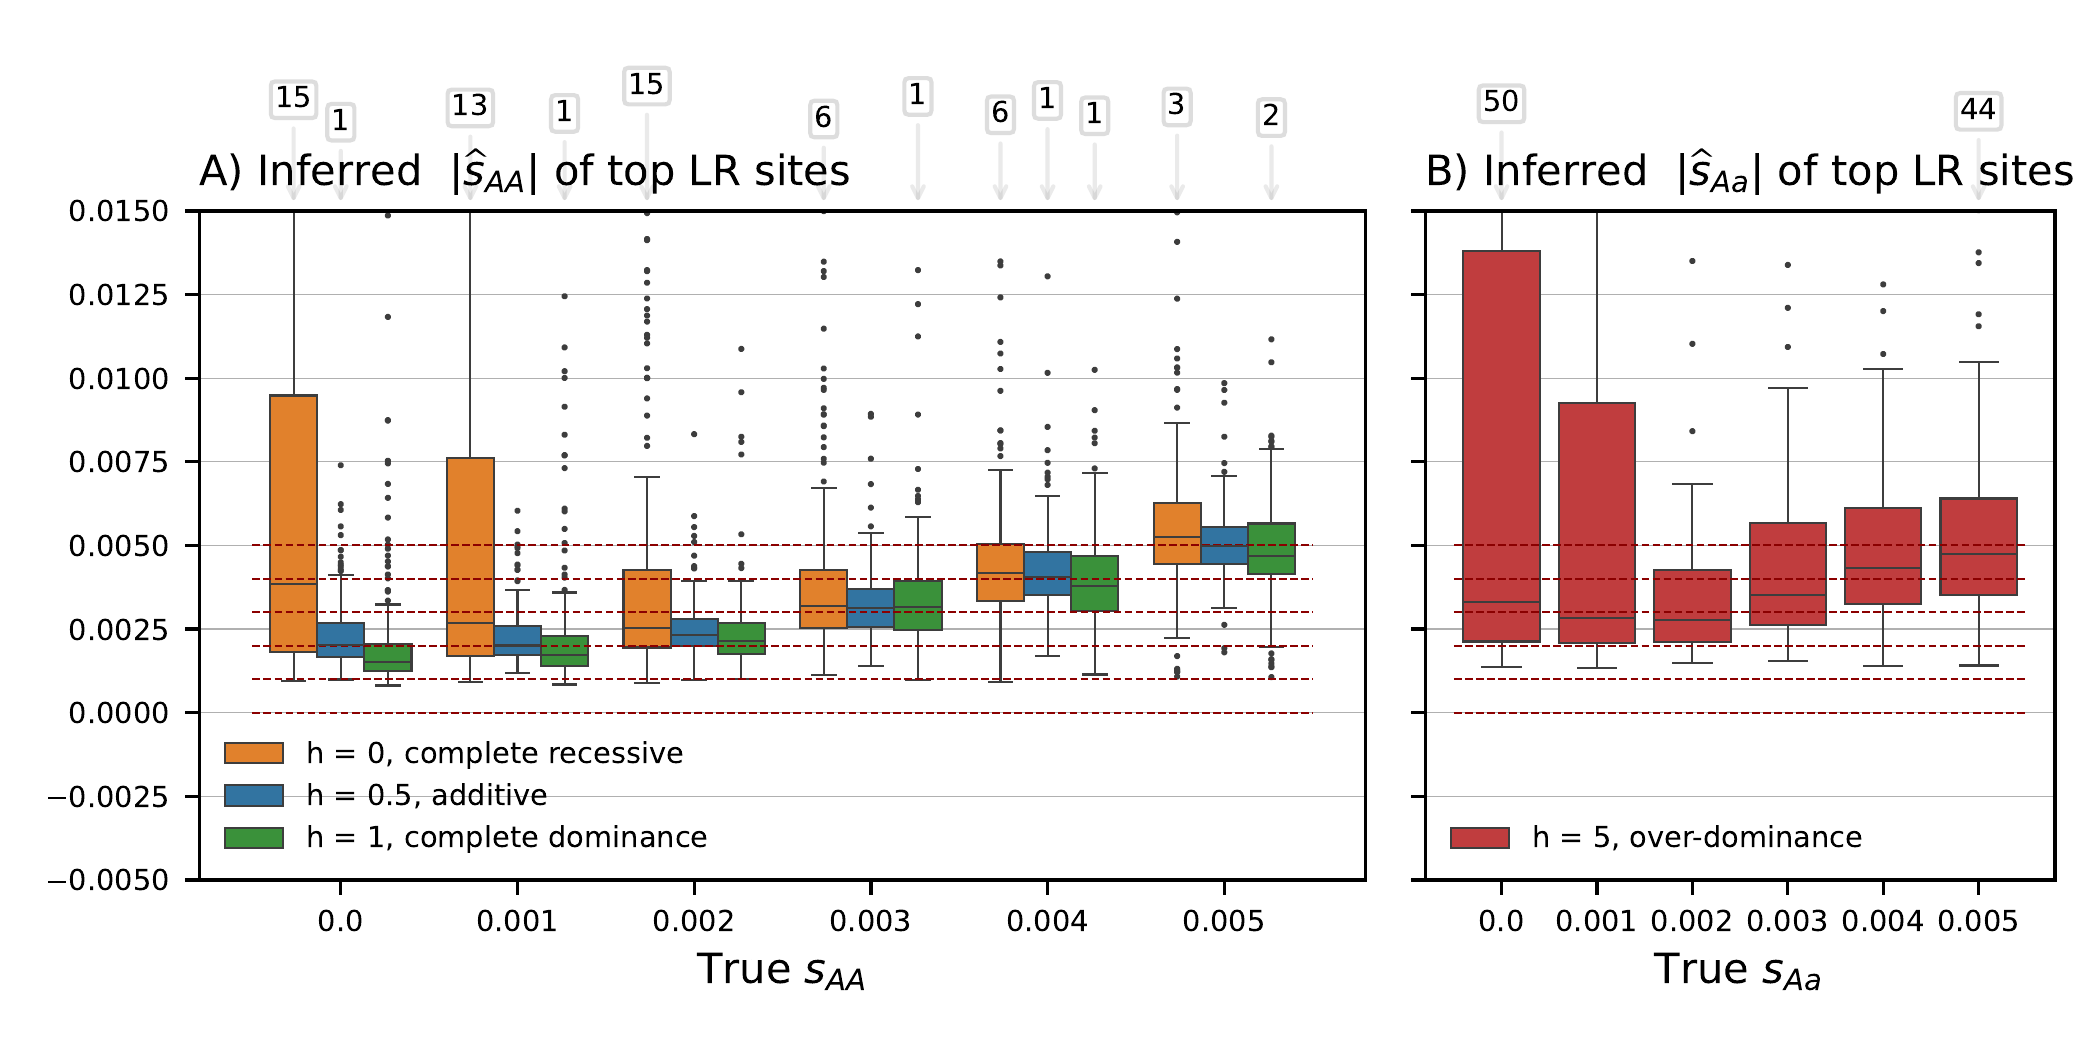 15 1 13 1 15 6 1 6 1 1 3 2 50 44
A) Inferred |ŝ_AA| of top LR sites
B) Inferred |ŝ_Aa| of top LR sites
0.0150
0.0125
0.0100
0.0075
0.0050
0.0025
0.0000
−0.0025
−0.0050
h = 0, complete recessive
h = 0.5, additive
h = 1, complete dominance
h = 5, over-dominance
0.0 0.001 0.002 0.003 0.004 0.005
True s_AA
0.0 0.001 0.002 0.003 0.004 0.005
True s_Aa